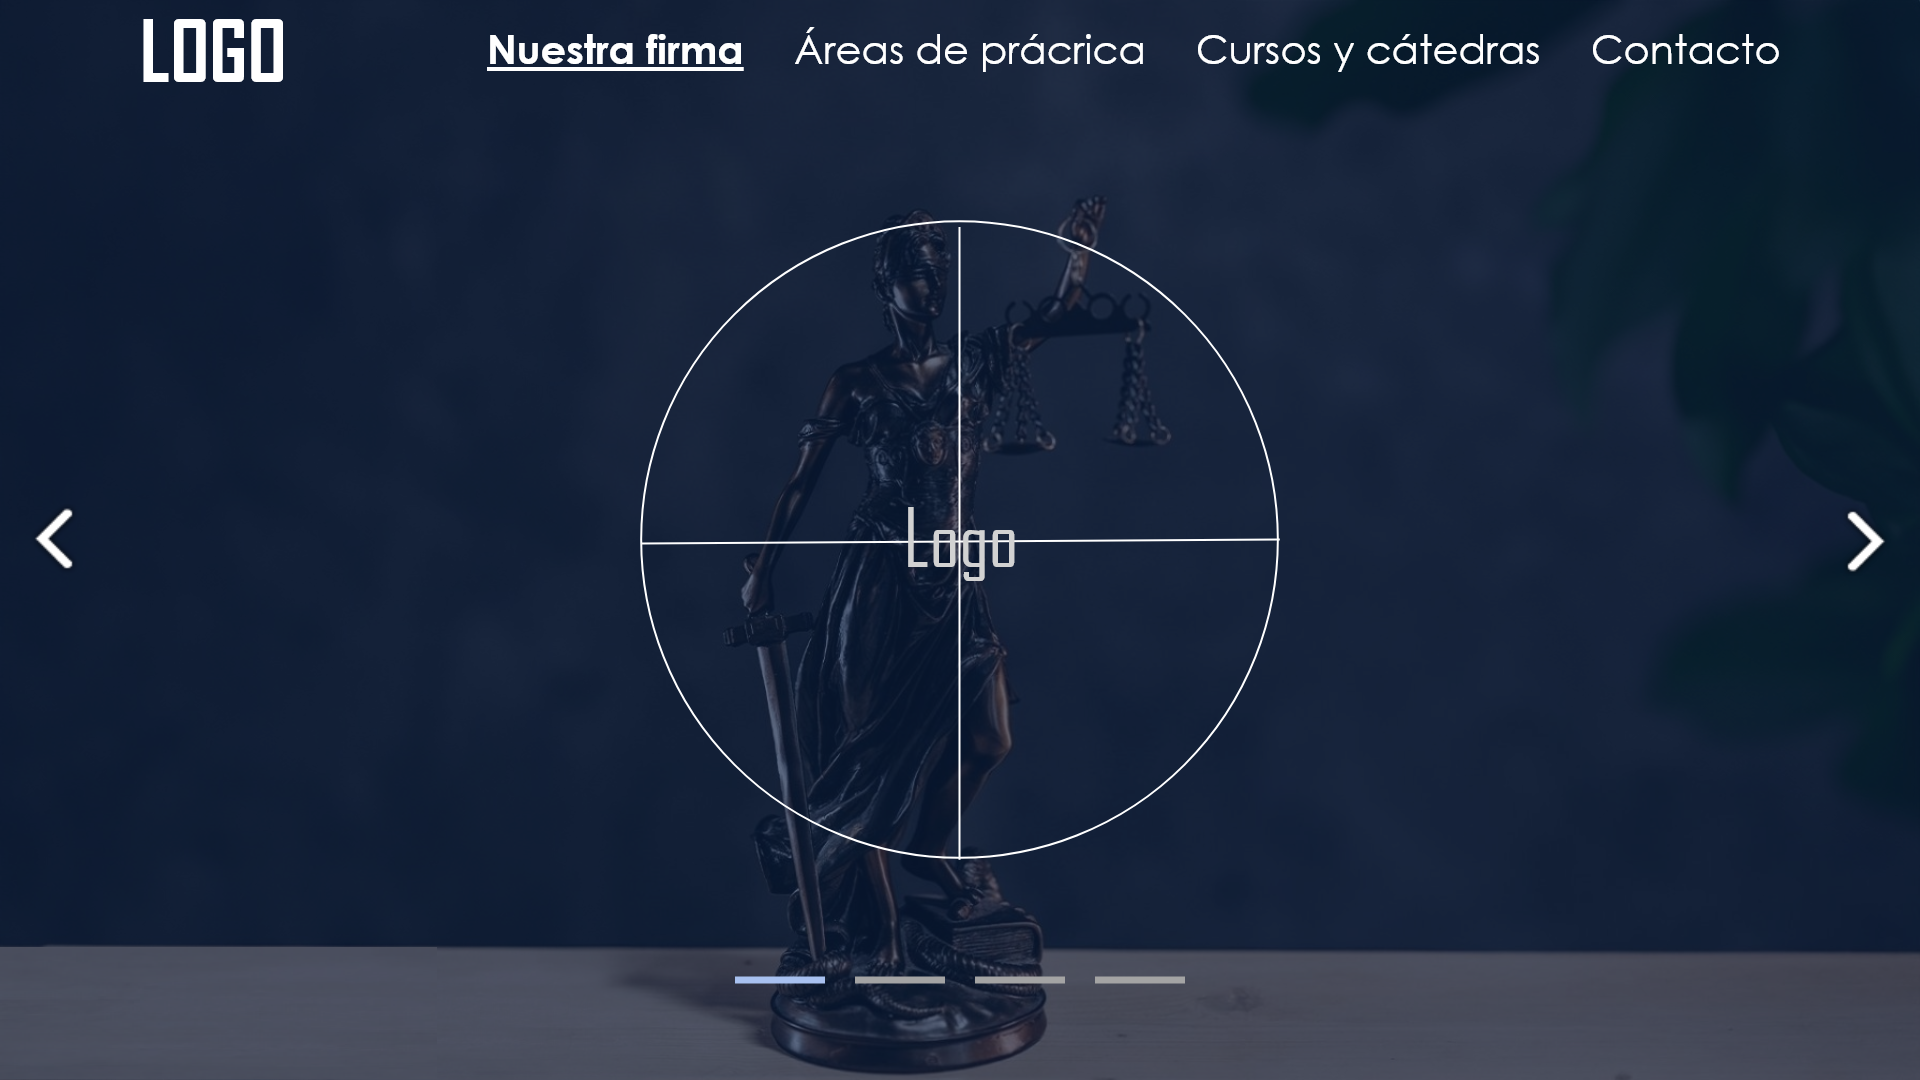 LOGO
Nuestra firma
Áreas de prácrica
Cursos y cátedras
Contacto
Logo